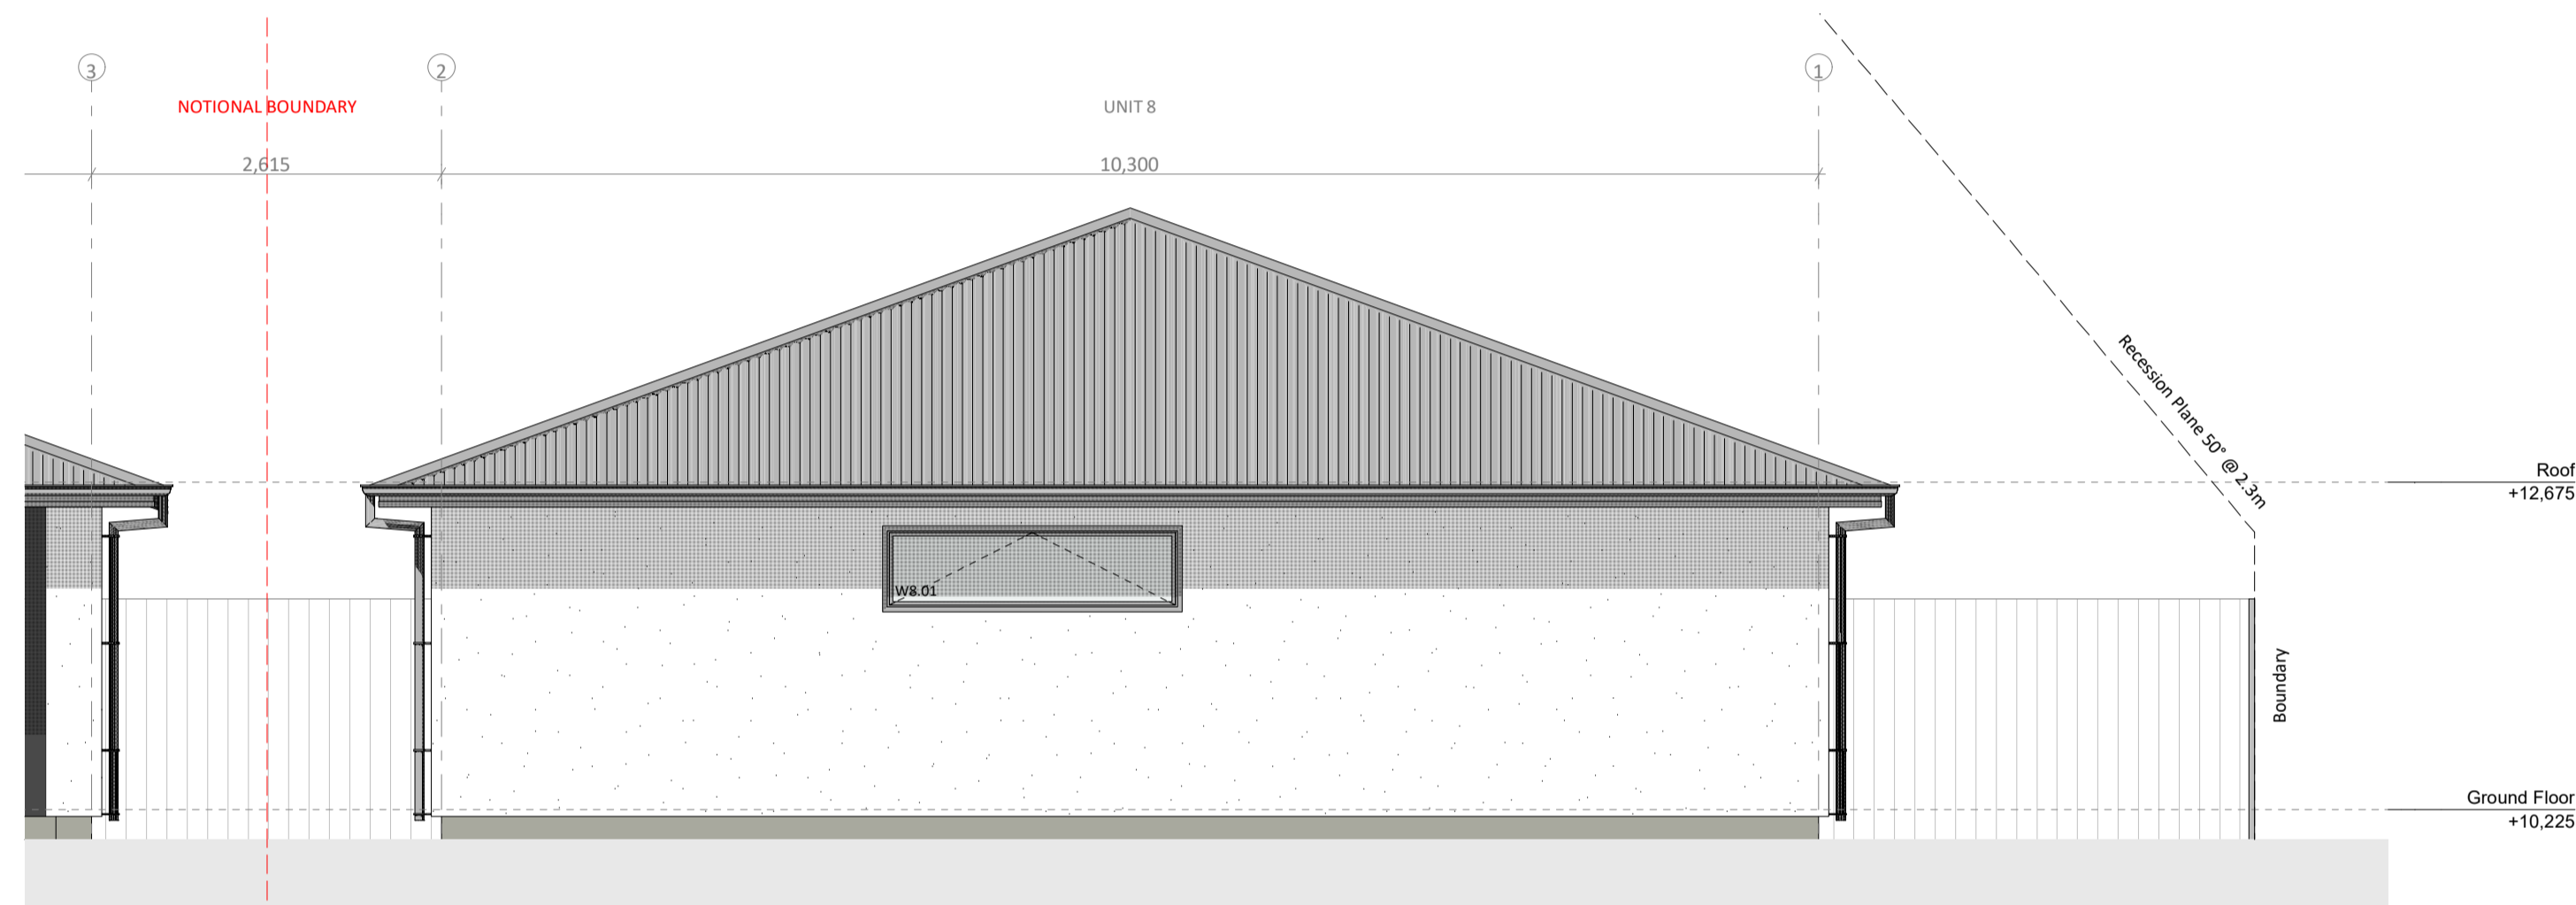 3
2
1
NOTIONAL BOUNDARY
UNIT 8
2,615
10,300
Recession Plane 50° @ 2.3m
Roof
+12,675
W8.01
Boundary
Ground Floor
+10,225